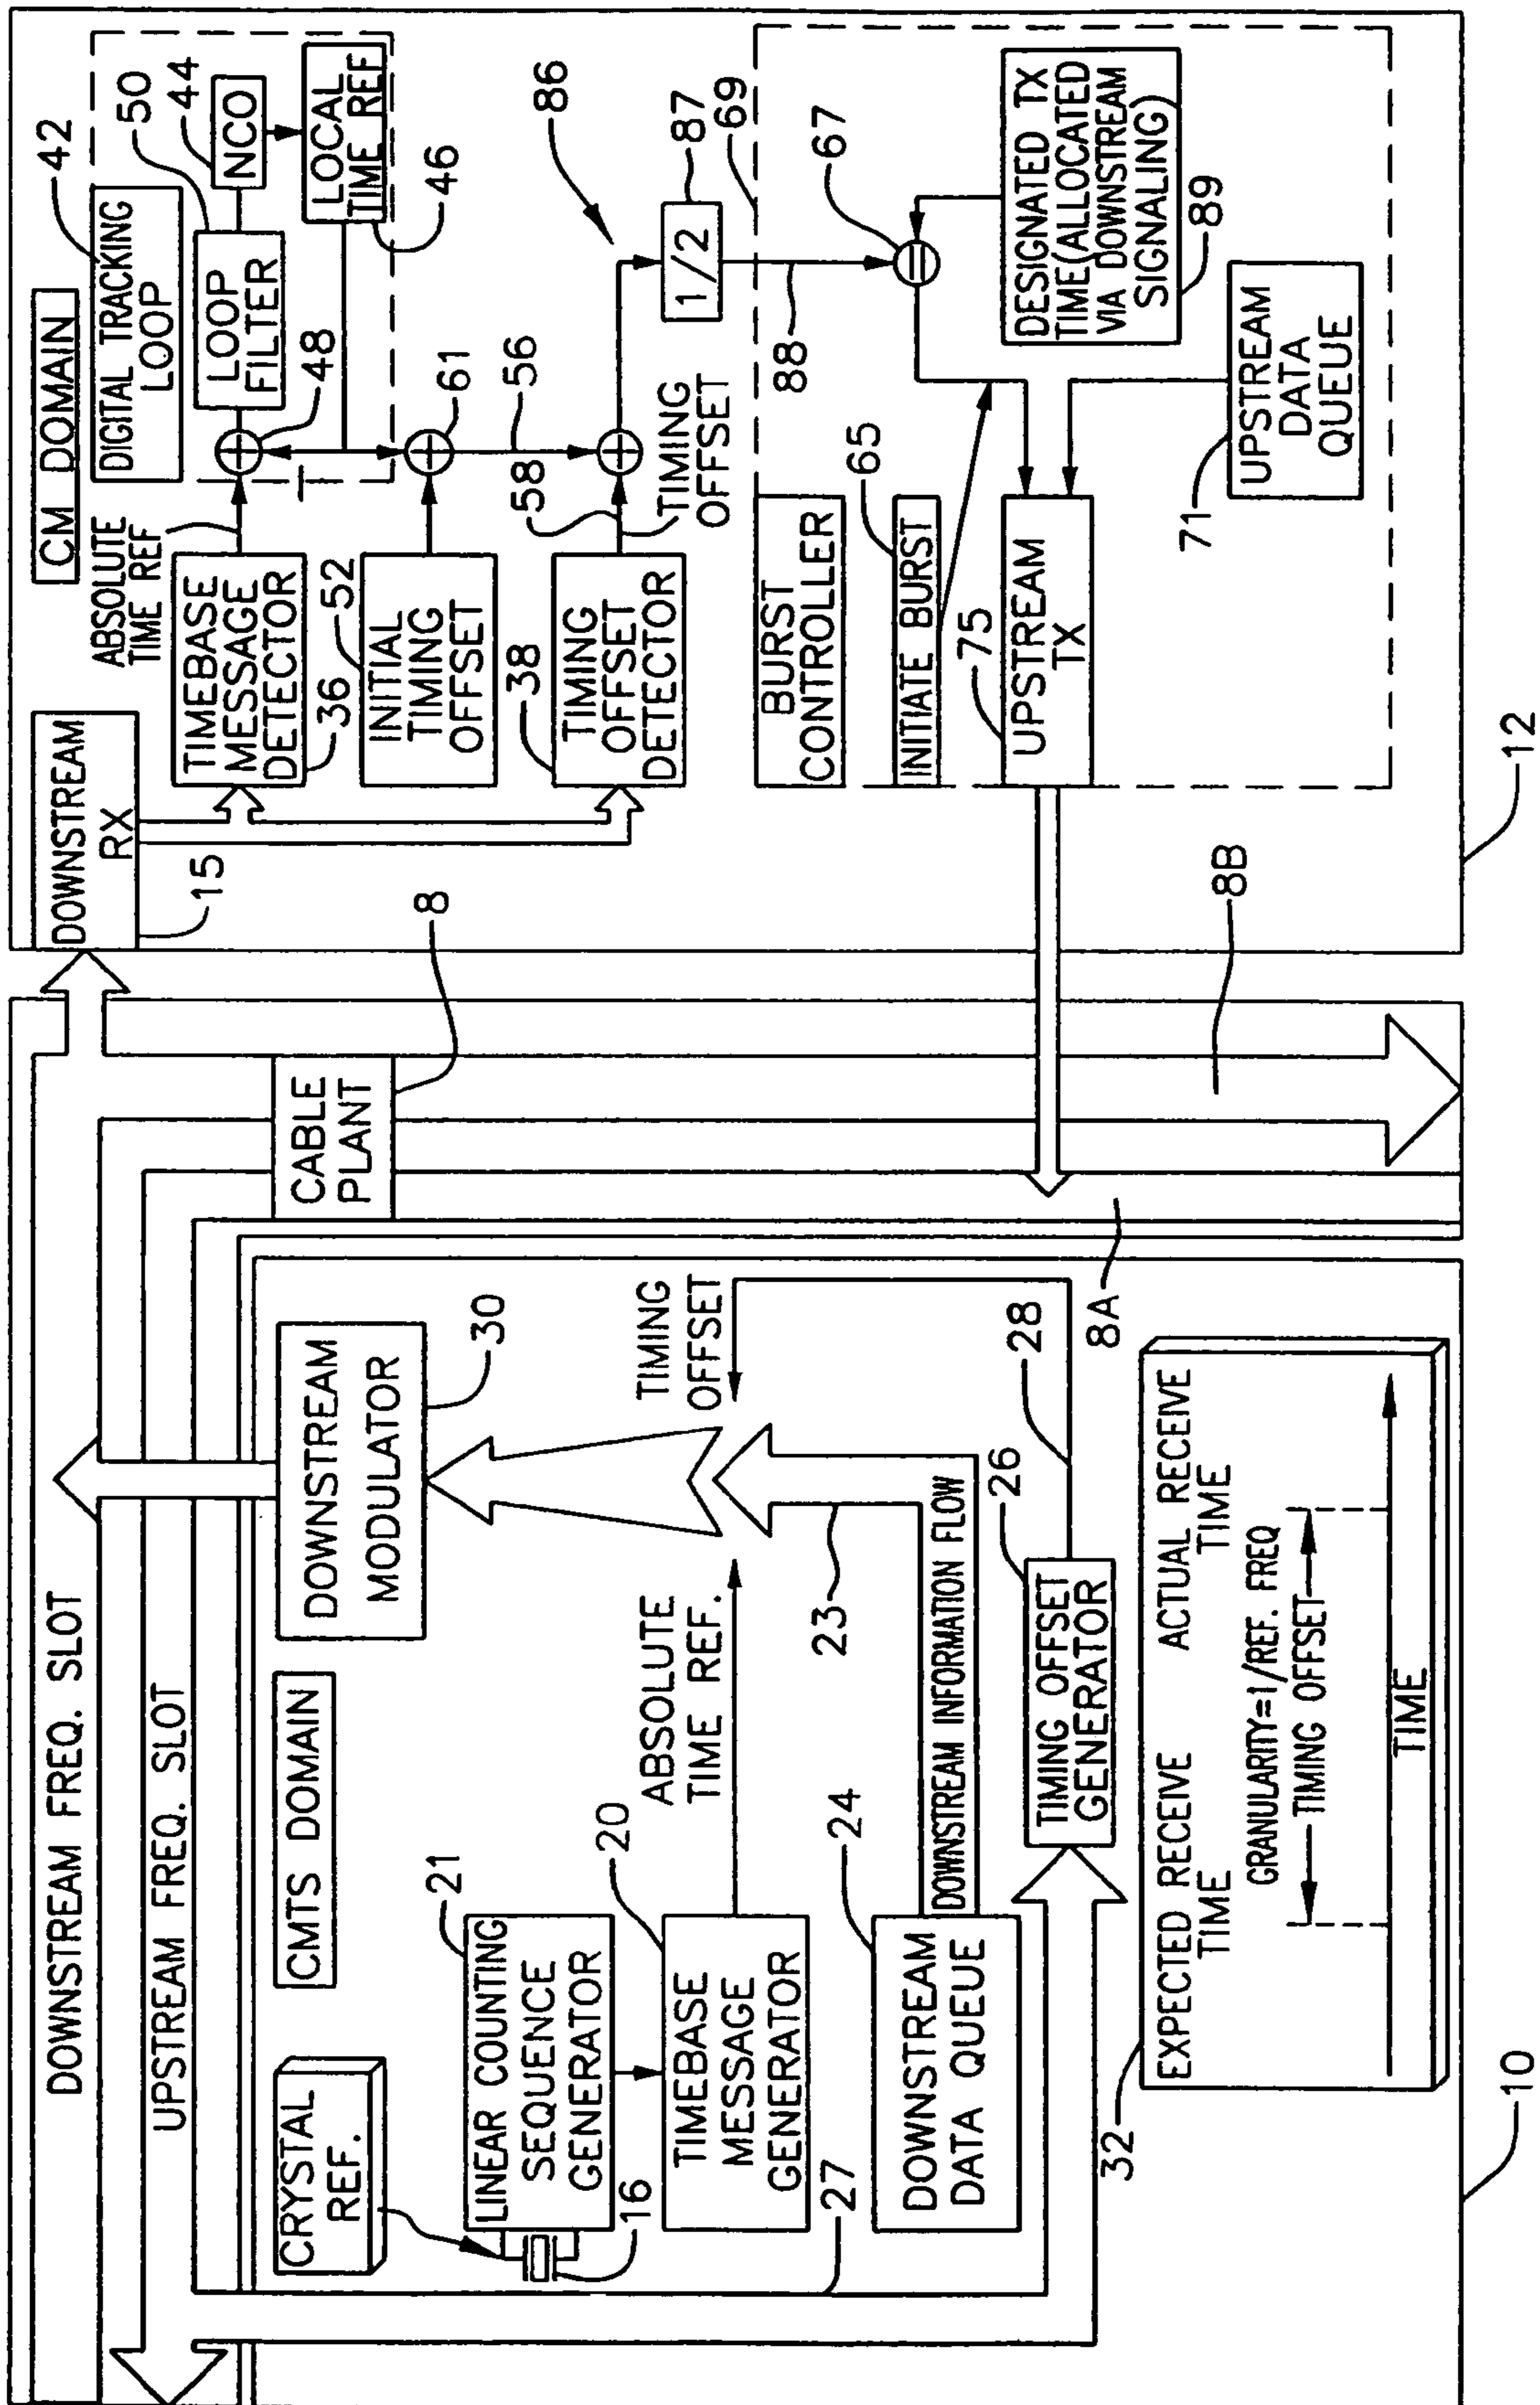 DOWNSTREAM FREQ. SLOT
UPSTREAM FREQ. SLOT
CRYSTAL
REF.
CMTS DOMAIN
DOWNSTREAM
MODULATOR
30
CABLE
PLANT
8
LINEAR COUNTING
SEQUENCE
GENERATOR
21
16
TIMEBASE
MESSAGE
GENERATOR
20
ABSOLUTE
TIME REF.
TIMING
OFFSET
DOWNSTREAM
DATA QUEUE
24
23
DOWNSTREAM INFORMATION FLOW
27
TIMING OFFSET
GENERATOR
26
28
8A
8B
32
EXPECTED RECEIVE
TIME
ACTUAL RECEIVE
TIME
GRANULARITY=1/REF. FREQ
TIMING OFFSET
TIME
10
DOWNSTREAM
RX
15
CM DOMAIN
DIGITAL TRACKING
LOOP
42
ABSOLUTE
TIME REF
TIMEBASE
MESSAGE
DETECTOR
36
LOOP
FILTER
50
48
NCO
44
LOCAL
TIME REF
46
INITIAL
TIMING
OFFSET
52
61
56
TIMING
OFFSET
DETECTOR
38
58
TIMING
OFFSET
86
1/2
87
88
69
BURST
CONTROLLER
INITIATE BURST
65
67
UPSTREAM
TX
75
DESIGNATED TX
TIME(ALLOCATED
VIA DOWNSTREAM
SIGNALING)
89
UPSTREAM
DATA
QUEUE
71
12